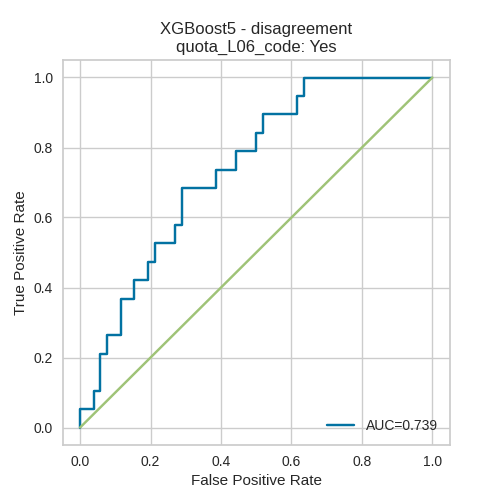 XGBoost5 - disagreement
quota_L06_code: Yes
True Positive Rate
1.0
0.8
0.6
0.4
0.2
0.0
AUC=0.739
0.0 0.2 0.4 0.6 0.8 1.0
False Positive Rate